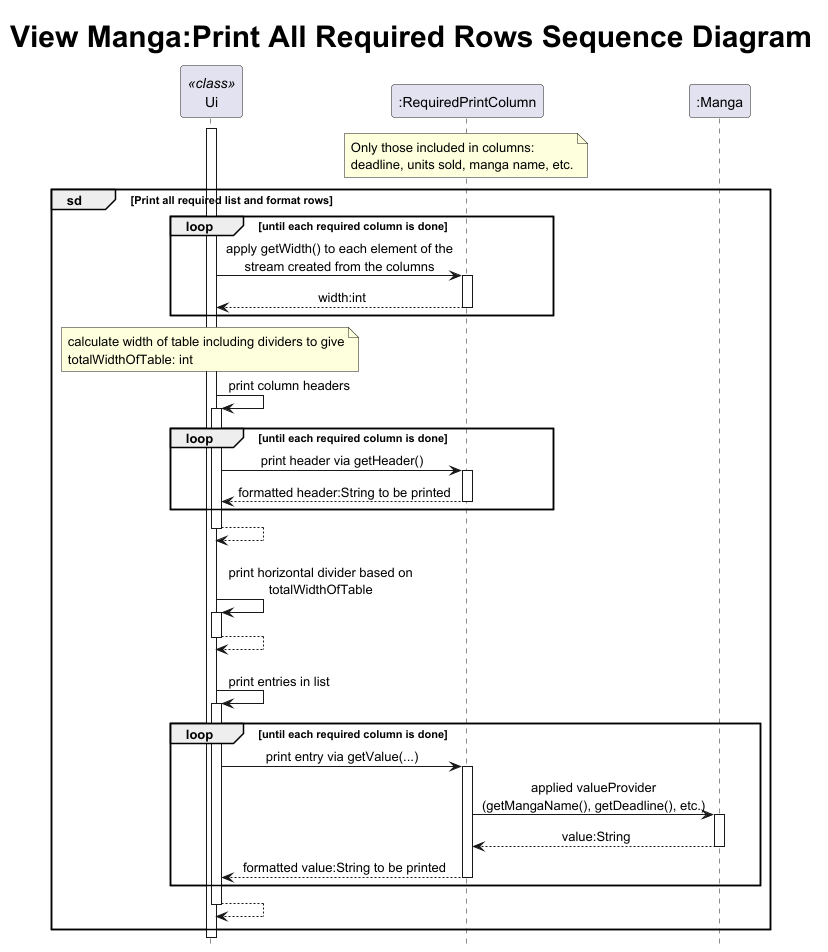 View Manga:Print All Required Rows Sequence Diagram
«class»
Ui
:RequiredPrintColumn
:Manga
Only those included in columns:
deadline, units sold, manga name, etc.
sd
[Print all required list and format rows]
loop
[until each required column is done]
apply getWidth() to each element of the
stream created from the columns
width:int
calculate width of table including dividers to give
totalWidthOfTable: int
print column headers
loop
[until each required column is done]
print header via getHeader()
formatted header:String to be printed
print horizontal divider based on
totalWidthOfTable
print entries in list
loop
[until each required column is done]
print entry via getValue(...)
applied valueProvider
(getMangaName(), getDeadline(), etc.)
value:String
formatted value:String to be printed